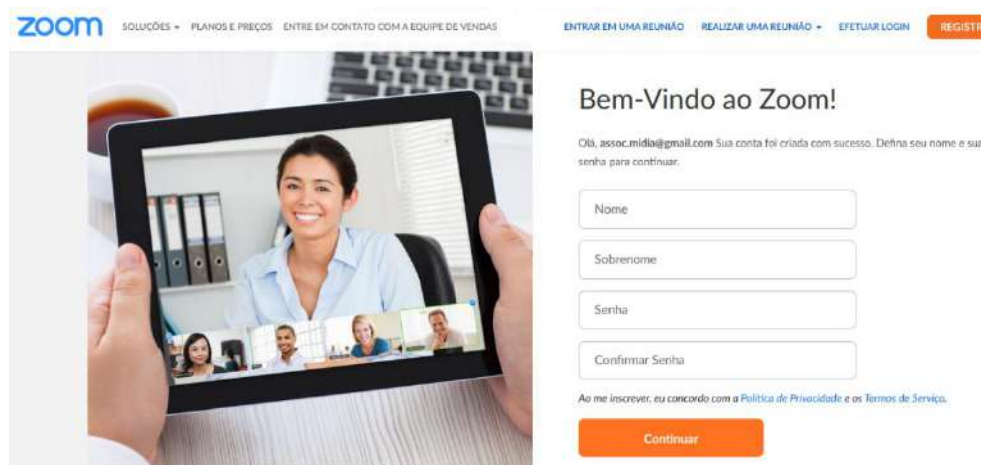 zoom SOLUÇÕES PLANOS E PREÇOS ENTRE EM CONTATO COM A EQUIPE DE VENDAS ENTRAR EM UMA REUNIÃO REALIZAR UMA REUNIÃO EFETUAR LOGIN REGISTR
Bem-Vindo ao Zoom!
Olá, assoc.midia@gmail.com Sua conta foi criada com sucesso. Defina seu nome e sua
senha para continuar.
Nome
Sobrenome
Senha
Confirmar Senha
Ao me inscrever, eu concordo com a Política de Privacidade e os Termos de Serviço.
Continuar